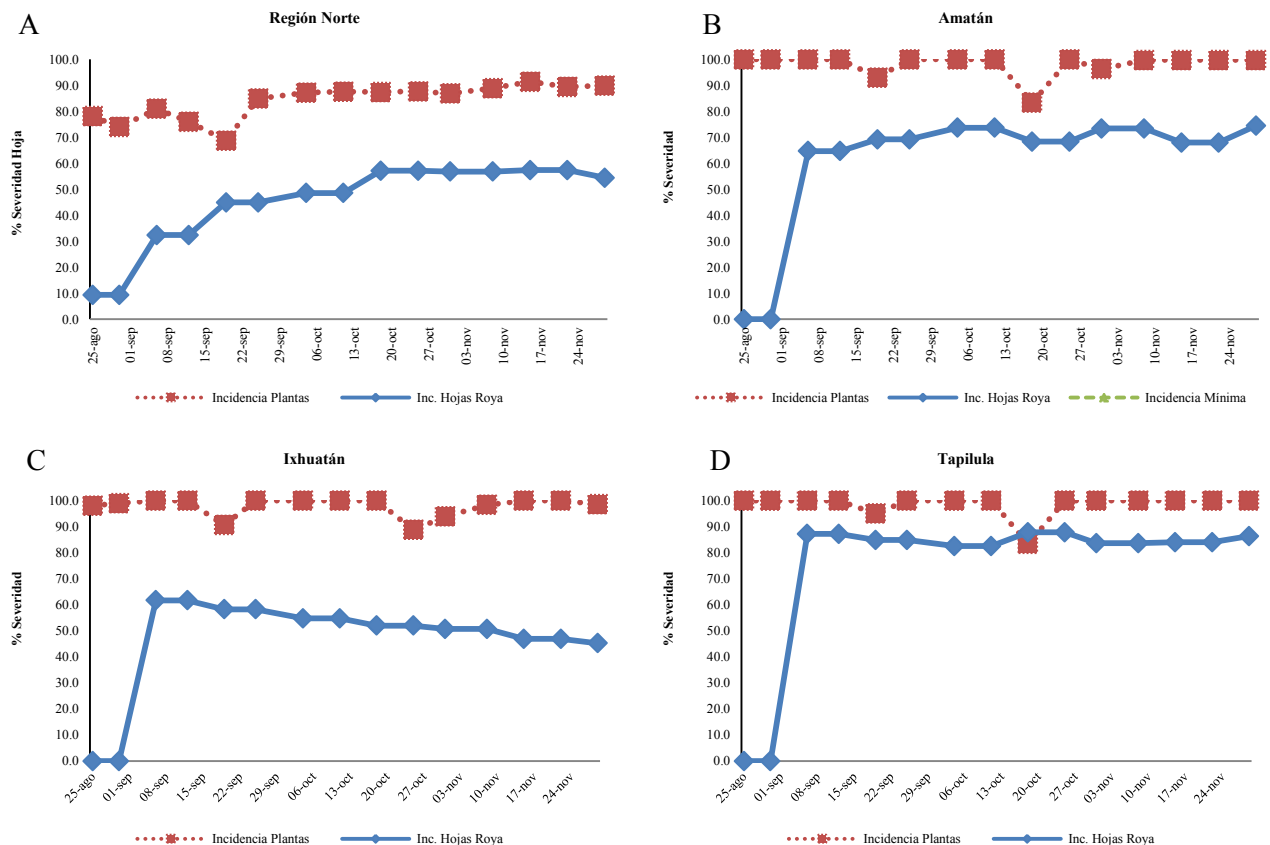 A
Región Norte
% Severidad Hoja
100.0
90.0
80.0
70.0
60.0
50.0
40.0
30.0
20.0
10.0
0.0
25-ago
01-sep
08-sep
15-sep
22-sep
29-sep
06-oct
13-oct
20-oct
27-oct
03-nov
10-nov
17-nov
24-nov
Incidencia Plantas
Inc. Hojas Roya
B
Amatán
% Severidad
100.0
90.0
80.0
70.0
60.0
50.0
40.0
30.0
20.0
10.0
0.0
25-ago
01-sep
08-sep
15-sep
22-sep
29-sep
06-oct
13-oct
20-oct
27-oct
03-nov
10-nov
17-nov
24-nov
Incidencia Plantas
Inc. Hojas Roya
Incidencia Mínima
C
Ixhuatán
% Severidad
100.0
90.0
80.0
70.0
60.0
50.0
40.0
30.0
20.0
10.0
0.0
25-ago
01-sep
08-sep
15-sep
22-sep
29-sep
06-oct
13-oct
20-oct
27-oct
03-nov
10-nov
17-nov
24-nov
Incidencia Plantas
Inc. Hojas Roya
D
Tapilula
% Severidad
100.0
90.0
80.0
70.0
60.0
50.0
40.0
30.0
20.0
10.0
0.0
25-ago
01-sep
08-sep
15-sep
22-sep
29-sep
06-oct
13-oct
20-oct
27-oct
03-nov
10-nov
17-nov
24-nov
Incidencia Plantas
Inc. Hojas Roya